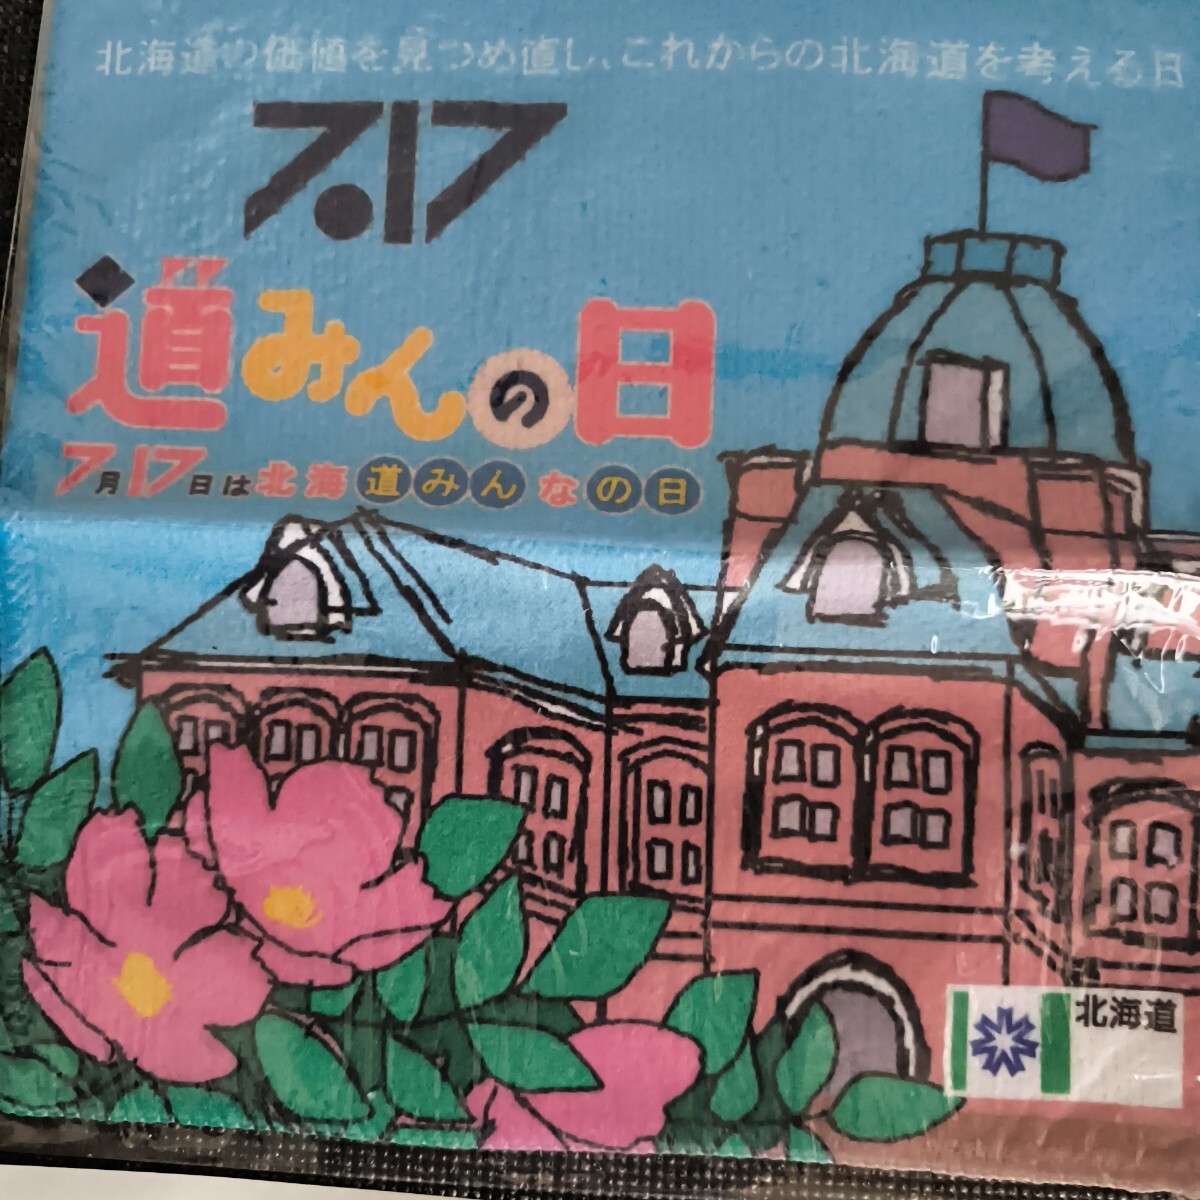 北海道の価値を見つめ直し、これからの北海道を考える日
7.17
道みんの日
7月17日は北海道みんなの日
北海道